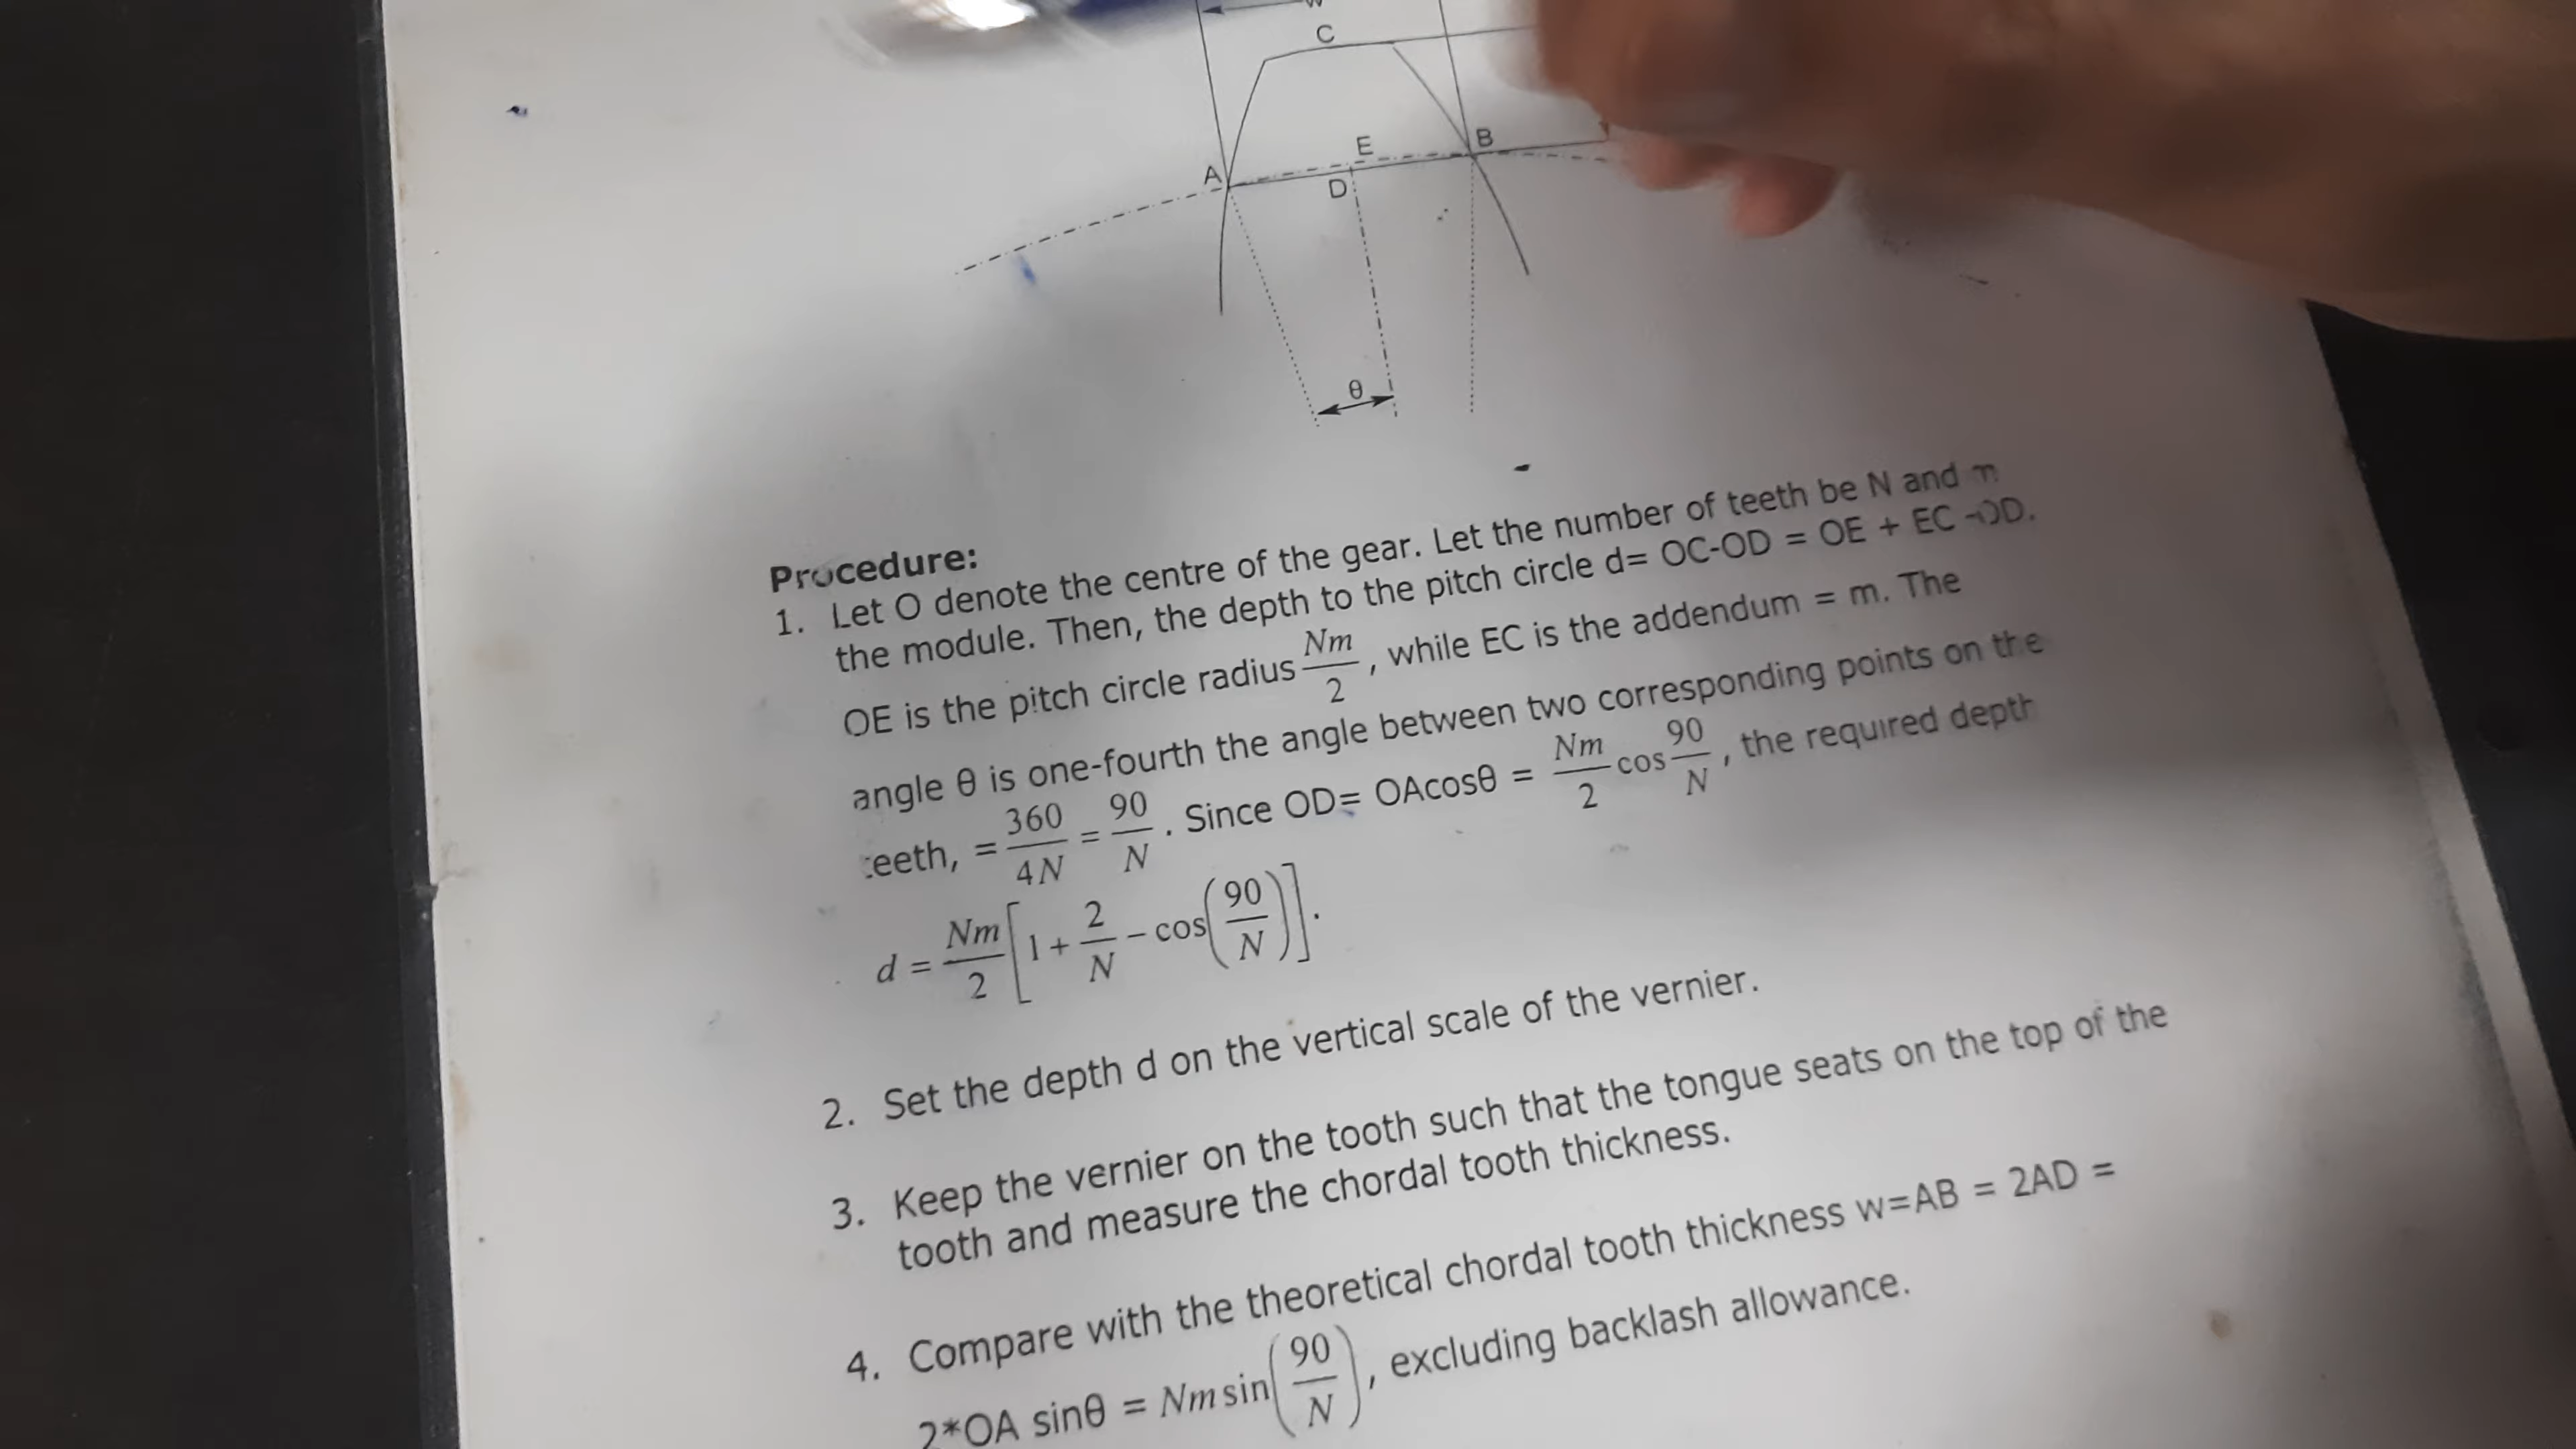 w
C
E
B
A
D
θ
Procedure:
1. Let O denote the centre of the gear. Let the number of teeth be N and m
the module. Then, the depth to the pitch circle d= OC-OD = OE + EC -OD.
OE is the pitch circle radius Nm/2, while EC is the addendum = m. The
angle θ is one-fourth the angle between two corresponding points on the
teeth, = 360/4N = 90/N. Since OD= OAcosθ = Nm/2 cos 90/N, the required depth
d = Nm/2 [1 + 2/N − cos(90/N)].
2. Set the depth d on the vertical scale of the vernier.
3. Keep the vernier on the tooth such that the tongue seats on the top of the
tooth and measure the chordal tooth thickness.
4. Compare with the theoretical chordal tooth thickness w=AB = 2AD =
2*OA sinθ = Nm sin(90/N), excluding backlash allowance.